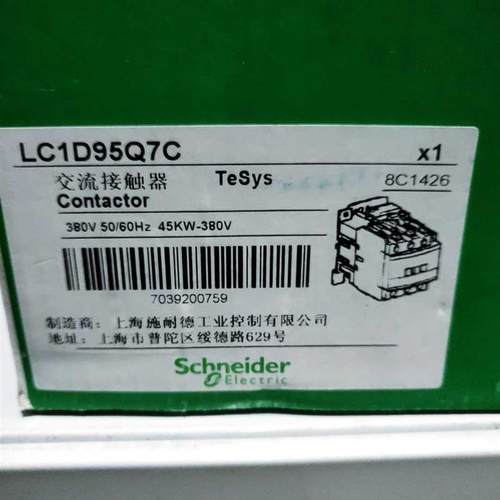 LC1D95Q7C x1
交流接触器 TeSys 8C1426
Contactor
380V 50/60Hz 45KW-380V
7039200759
制造商: 上海施耐德工业控制有限公司
地址: 上海市普陀区绥德路629号
Schneider
Electric